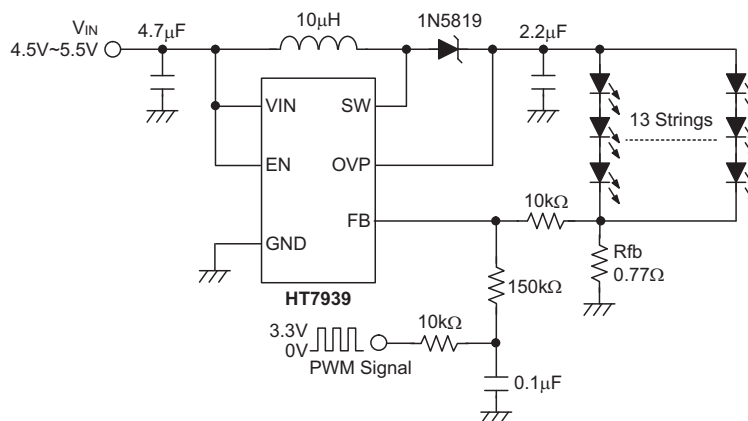 VIN
4.5V~5.5V
4.7µF
10µH
1N5819
2.2µF
13 Strings
VIN
SW
EN
OVP
FB
GND
HT7939
10kΩ
Rfb
0.77Ω
150kΩ
10kΩ
3.3V
0V
PWM Signal
0.1µF